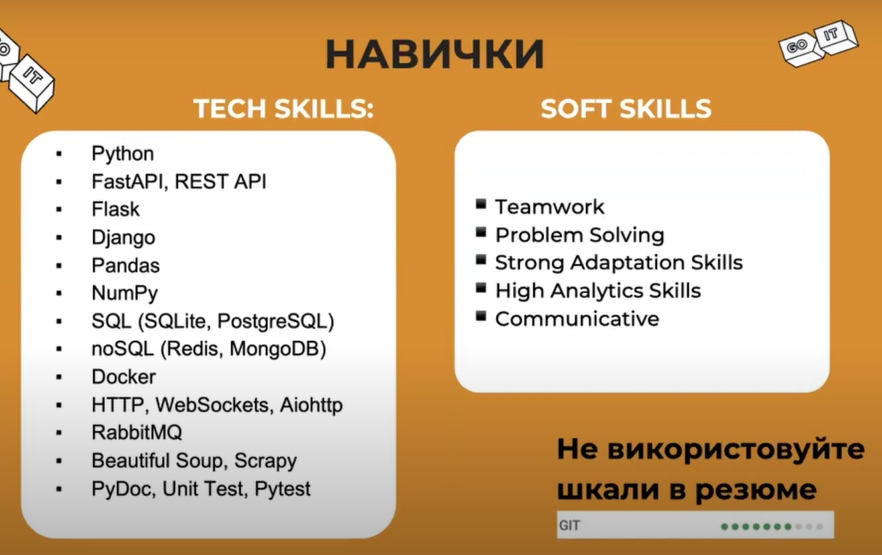 GO
IT
GO IT
НАВИЧКИ
TECH SKILLS:
Python
FastAPI, REST API
Flask
Django
Pandas
NumPy
SQL (SQLite, PostgreSQL)
noSQL (Redis, MongoDB)
Docker
HTTP, WebSockets, Aiohttp
RabbitMQ
Beautiful Soup, Scrapy
PyDoc, Unit Test, Pytest
SOFT SKILLS
Teamwork
Problem Solving
Strong Adaptation Skills
High Analytics Skills
Communicative
Не використовуйте
шкали в резюме
GIT